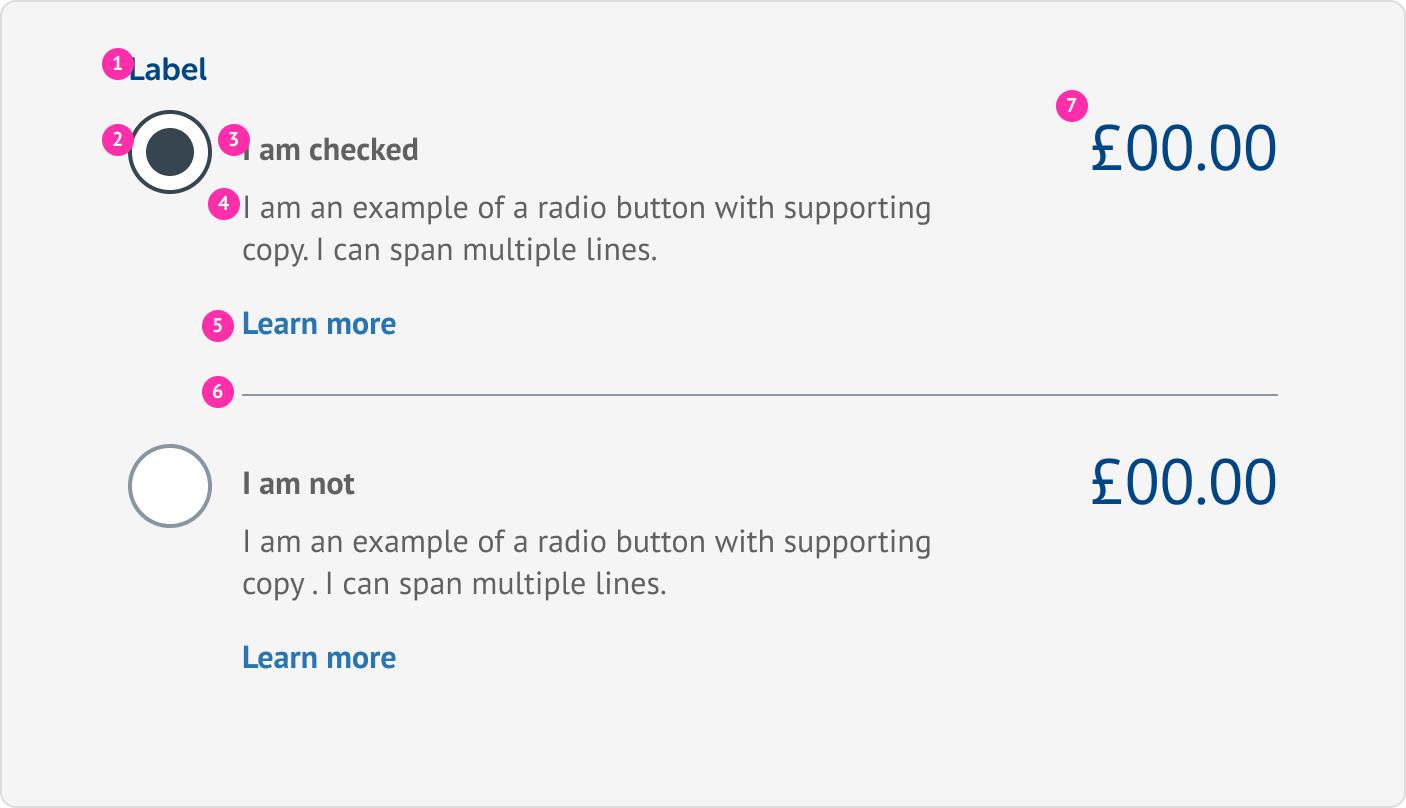 1 Label
2 3 I am checked 7 £00.00
4 I am an example of a radio button with supporting
copy. I can span multiple lines.
5 Learn more
6
I am not £00.00
I am an example of a radio button with supporting
copy . I can span multiple lines.
Learn more